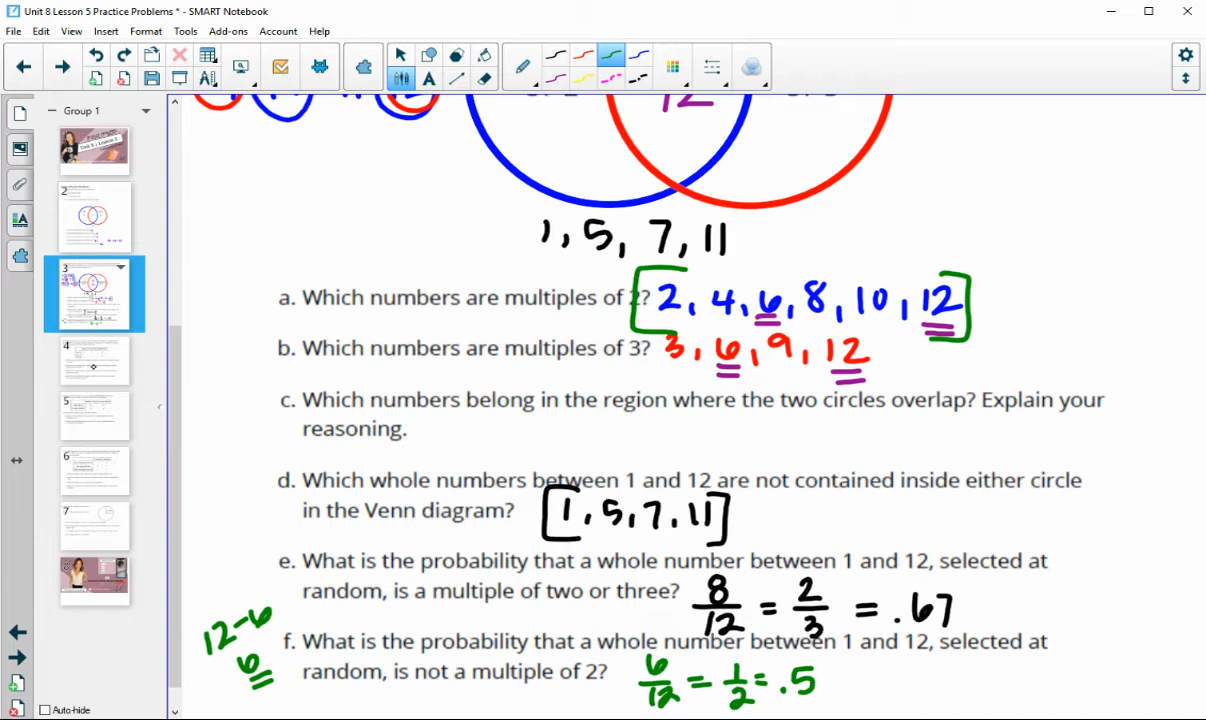 Unit 8 Lesson 5 Practice Problems * - SMART Notebook
File Edit View Insert Format Tools Add-ons Account Help
Group 1
2
3
4
5
6
7
12
1, 5, 7, 11
a. Which numbers are multiples of 2? 2, 4, 6, 8, 10, 12
b. Which numbers are multiples of 3? 3, 6, 9, 12
c. Which numbers belong in the region where the two circles overlap? Explain your
reasoning.
d. Which whole numbers between 1 and 12 are not contained inside either circle
in the Venn diagram? [1, 5, 7, 11]
e. What is the probability that a whole number between 1 and 12, selected at
random, is a multiple of two or three? 8/12 = 2/3 = .67
12-6
6
f. What is the probability that a whole number between 1 and 12, selected at
random, is not a multiple of 2? 6/12 = 1/2 = .5
Auto-hide